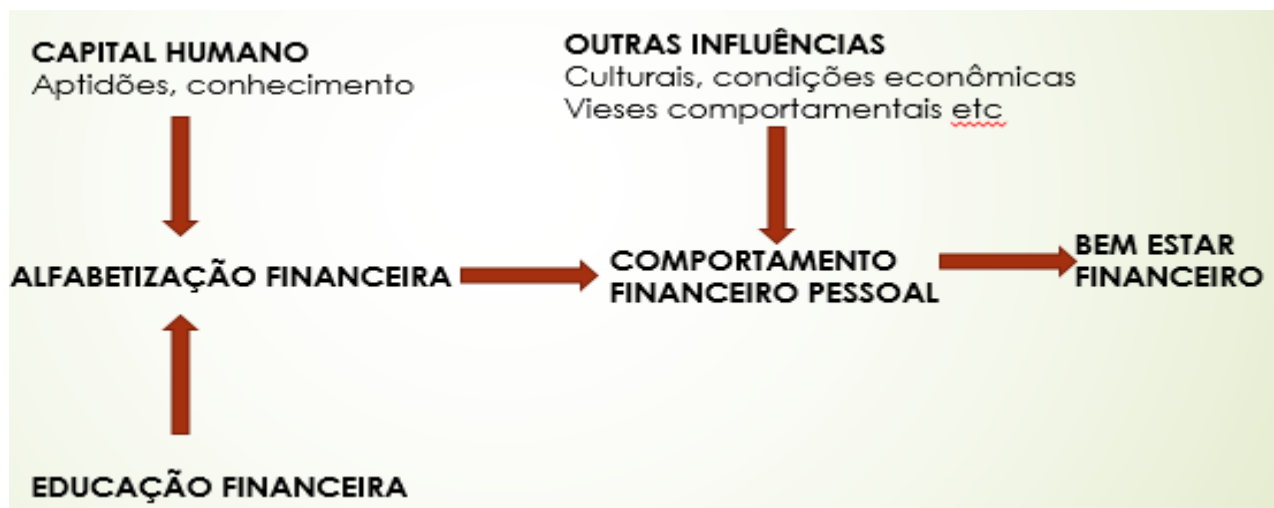 CAPITAL HUMANO
Aptidões, conhecimento
OUTRAS INFLUÊNCIAS
Culturais, condições econômicas
Vieses comportamentais etc
ALFABETIZAÇÃO FINANCEIRA
COMPORTAMENTO
FINANCEIRO PESSOAL
BEM ESTAR
FINANCEIRO
EDUCAÇÃO FINANCEIRA